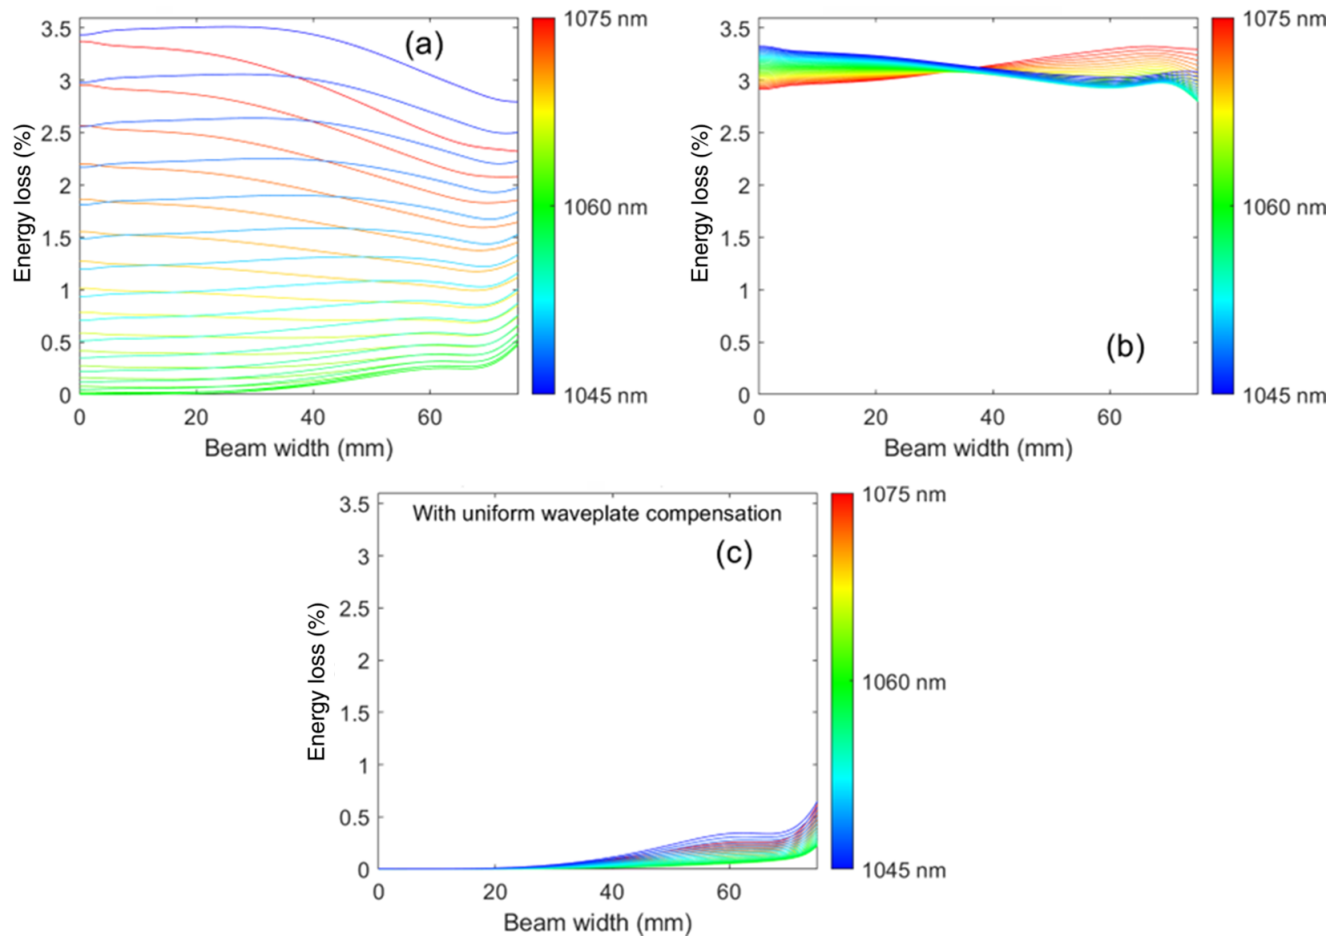 3.5
3
2.5
2
1.5
1
0.5
0
Energy loss (%)
0
20
40
60
Beam width (mm)
(a)
1075 nm
1060 nm
1045 nm
3.5
3
2.5
2
1.5
1
0.5
0
Energy loss (%)
0
20
40
60
Beam width (mm)
(b)
1075 nm
1060 nm
1045 nm
With uniform waveplate compensation
(c)
3.5
3
2.5
2
1.5
1
0.5
0
Energy loss (%)
0
20
40
60
Beam width (mm)
1075 nm
1060 nm
1045 nm